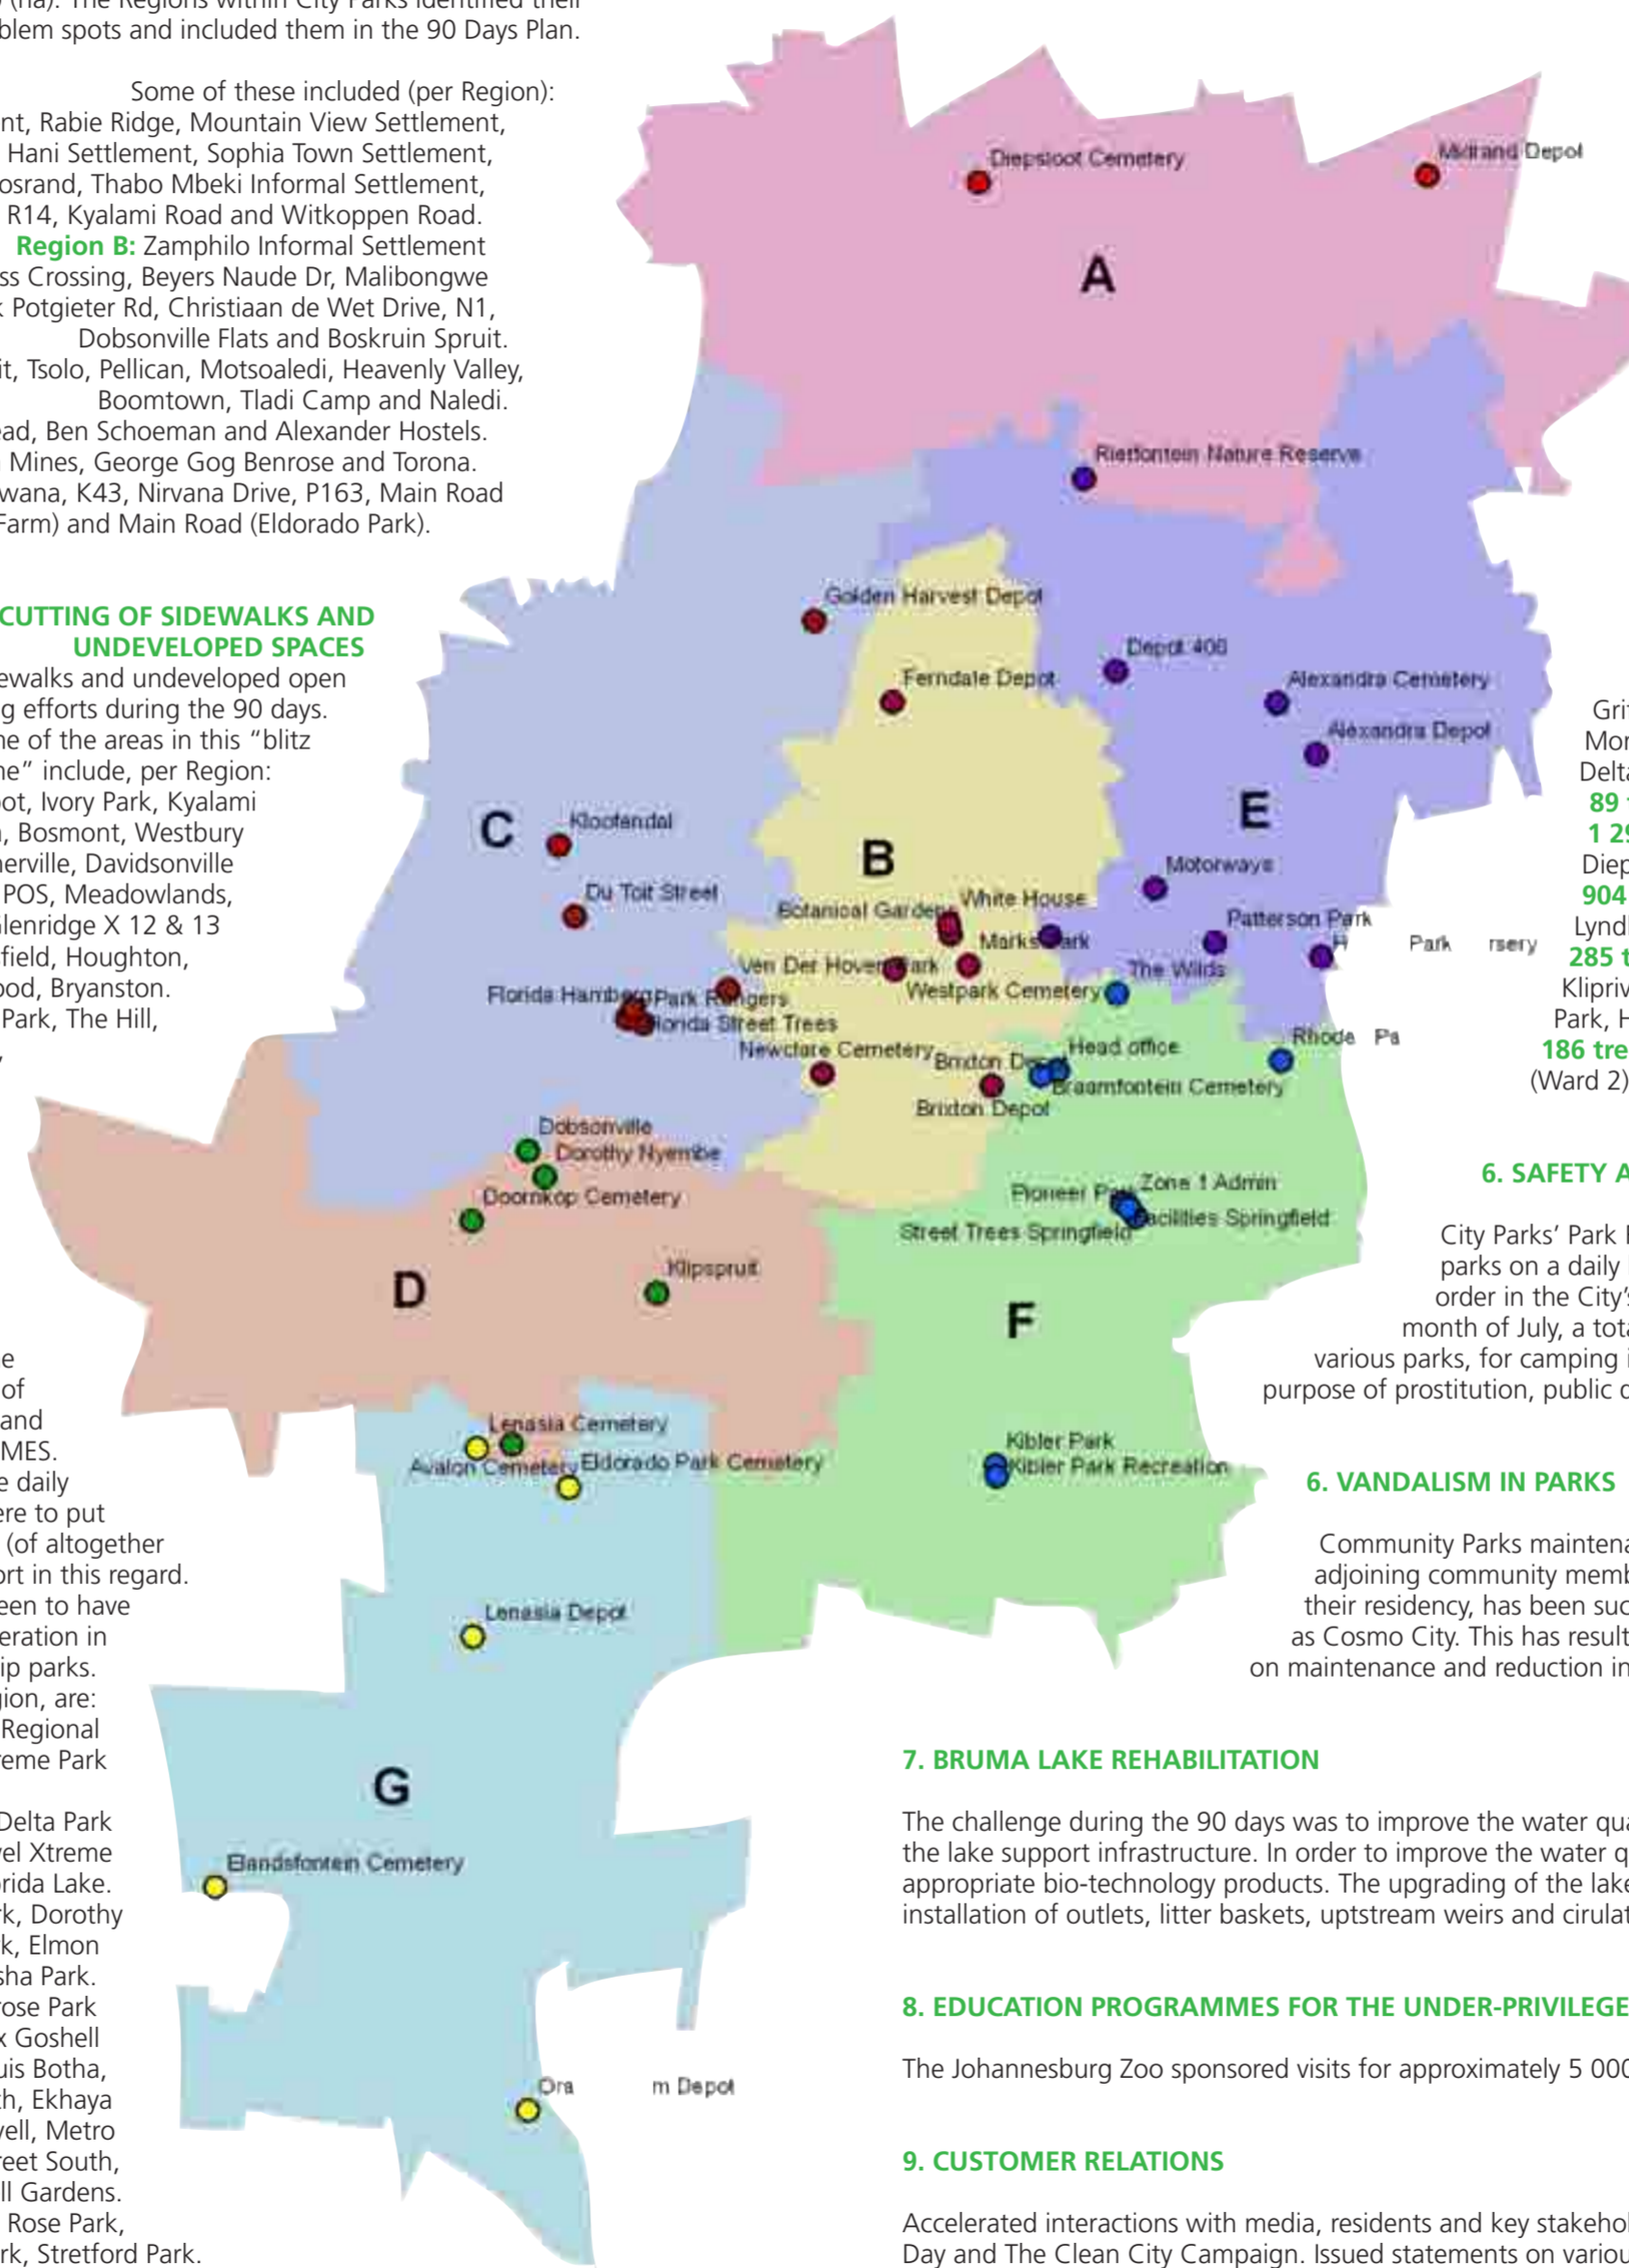 (ha). The Regions within City Parks identified their
blem spots and included them in the 90 Days Plan.
Some of these included (per Region):
nt, Rabie Ridge, Mountain View Settlement,
Hani Settlement, Sophia Town Settlement,
osrand, Thabo Mbeki Informal Settlement,
R14, Kyalami Road and Witkoppen Road.
Region B: Zamphilo Informal Settlement
ss Crossing, Beyers Naude Dr, Malibongwe
k Potgieter Rd, Christiaan de Wet Drive, N1,
Dobsonville Flats and Boskruin Spruit.
it, Tsolo, Pellican, Motsoaledi, Heavenly Valley,
Boomtown, Tladi Camp and Naledi.
ead, Ben Schoeman and Alexander Hostels.
Mines, George Gog Benrose and Torona.
wana, K43, Nirvana Drive, P163, Main Road
Farm) and Main Road (Eldorado Park).
CUTTING OF SIDEWALKS AND
UNDEVELOPED SPACES
ewalks and undeveloped open
g efforts during the 90 days.
ne of the areas in this “blitz
ne” include, per Region:
oot, Ivory Park, Kyalami
, Bosmont, Westbury
nerville, Davidsonville
POS, Meadowlands,
Glenridge X 12 & 13
field, Houghton,
ood, Bryanston.
Park, The Hill,
e
of
and
MES.
e daily
ere to put
(of altogether
ort in this regard.
een to have
eration in
ip parks.
gion, are:
Regional
reme Park
Delta Park
vel Xtreme
orida Lake.
rk, Dorothy
rk, Elmon
sha Park.
rose Park
x Goshell
uis Botha,
th, Ekhaya
vell, Metro
reet South,
ll Gardens.
Rose Park,
rk, Stretford Park.
Diepsloot Cemetery
Midrand Depot
A
Rietfontein Nature Reserve
Golden Harvest Depot
Depot 406
Ferndale Depot
Alexandra Cemetery
Alexandra Depot
E
C
Kloofendal
B
Motorways
Du Toit Street
White House
Botanical Gardens
Patterson Park
Marks Park
H Park rsery
Ven Der Hoven Park
The Wilds
Westpark Cemetery
Florida Hamberg
Park Rangers
Florida Street Trees
Rhode Pa
Newclare Cemetery
Brixton Depot
Head office
Braamfontein Cemetery
Brixton Depot
Dobsonville
Dorothy Nyembe
Doornkop Cemetery
Pioneer Park
Zone 1 Admin
Facilities Springfield
Street Trees Springfield
Klipspruit
D
F
Lenasia Cemetery
Avalon Cemetery
Eldorado Park Cemetery
Kibler Park
Kibler Park Recreation
Lenasia Depot
G
Elandsfontein Cemetery
Ora m Depot
Grif
Mor
Delta
89
1 29
Diep
904
Lyndl
285 t
Klipriv
Park, H
186 tre
(Ward 2)
6. SAFETY A
City Parks’ Park
parks on a daily
order in the City’s
month of July, a tota
various parks, for camping i
purpose of prostitution, public
6. VANDALISM IN PARKS
Community Parks maintena
adjoining community memb
their residency, has been suc
as Cosmo City. This has result
on maintenance and reduction in
7. BRUMA LAKE REHABILITATION
The challenge during the 90 days was to improve the water qua
the lake support infrastructure. In order to improve the water q
appropriate bio-technology products. The upgrading of the lake
installation of outlets, litter baskets, uptstream weirs and cirulat
8. EDUCATION PROGRAMMES FOR THE UNDER-PRIVILEGE
The Johannesburg Zoo sponsored visits for approximately 5 000
9. CUSTOMER RELATIONS
Accelerated interactions with media, residents and key stakehol
Day and The Clean City Campaign. Issued statements on variou